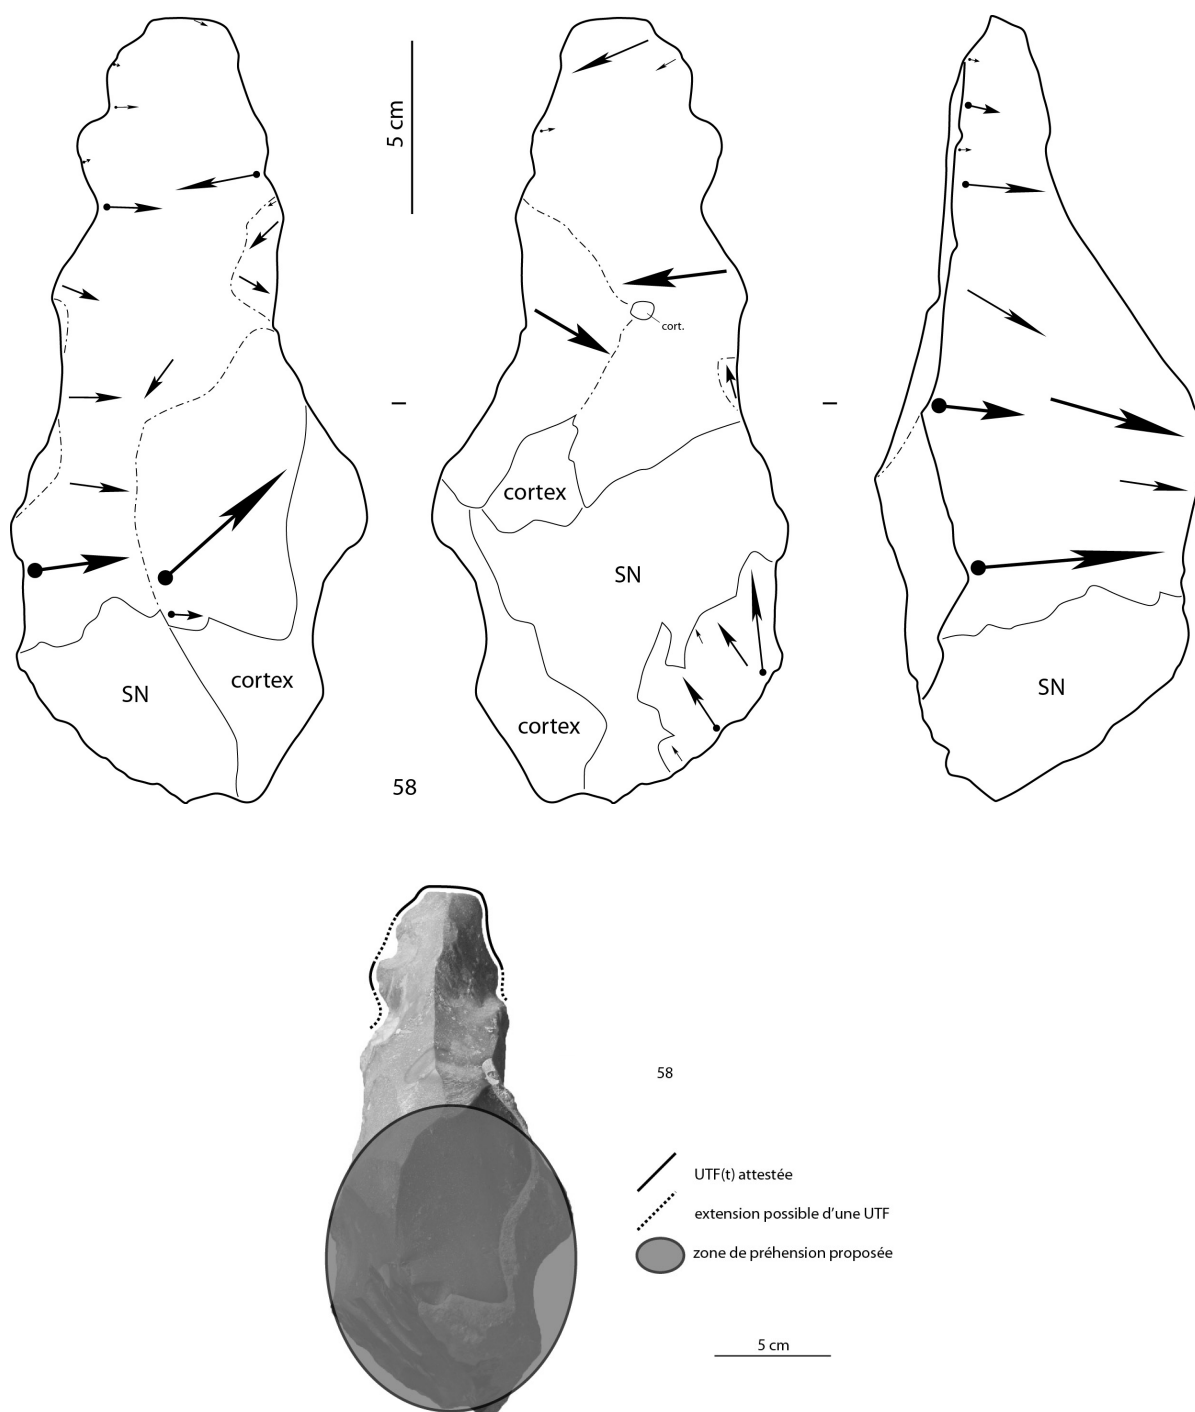 5 cm
cort.
cortex
SN
SN
cortex
cortex
SN
58
58
UTF(t) attestée
extension possible d'une UTF
zone de préhension proposée
5 cm